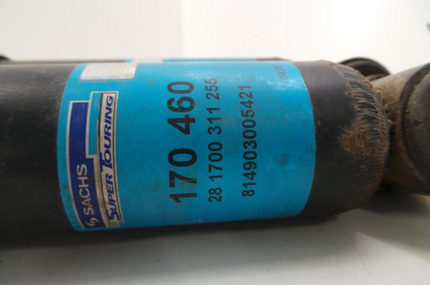 SACHS
SUPER TOURING
170 460
28 1700 311 255
814903005421